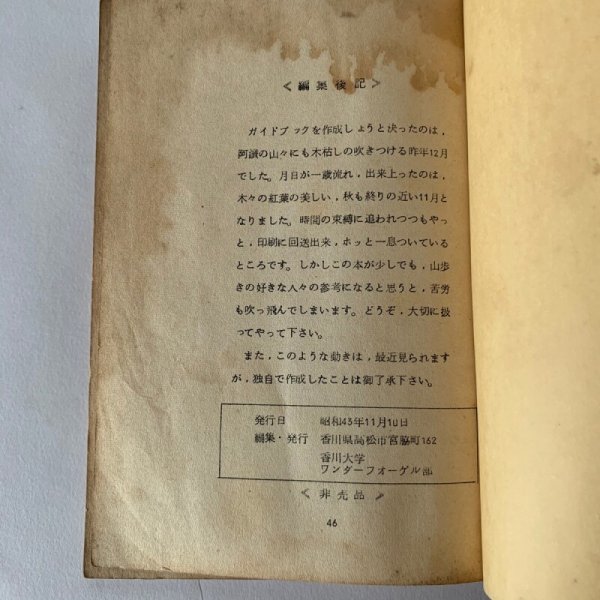 ≪編集後記≫
ガイドブックを作成しょうと决ったのは，
阿讃の山々にも木枯しの吹きつける昨年12月
でした。月日が一歳流れ，出来上ったのは，
木々の紅葉の美しい，秋も終りの近い11月と
なりました。時間の束縛に追われつつもやっ
と，印刷に回送出来，ホッと一息ついている
ところです。しかしこの本が少しでも，山歩
きの好きな人々の参考になると思うと，苦労
も吹っ飛んでしまいます。どうぞ，大切に扱
ってやって下さい。
また，このような動きは，最近見られます
が，独自で作成したことは御了承下さい。
発行日 昭和43年11月10日
編集・発行 香川県高松市宮脇町162
香川大学
ワンダーフォーゲル部
≪非売品≫
46